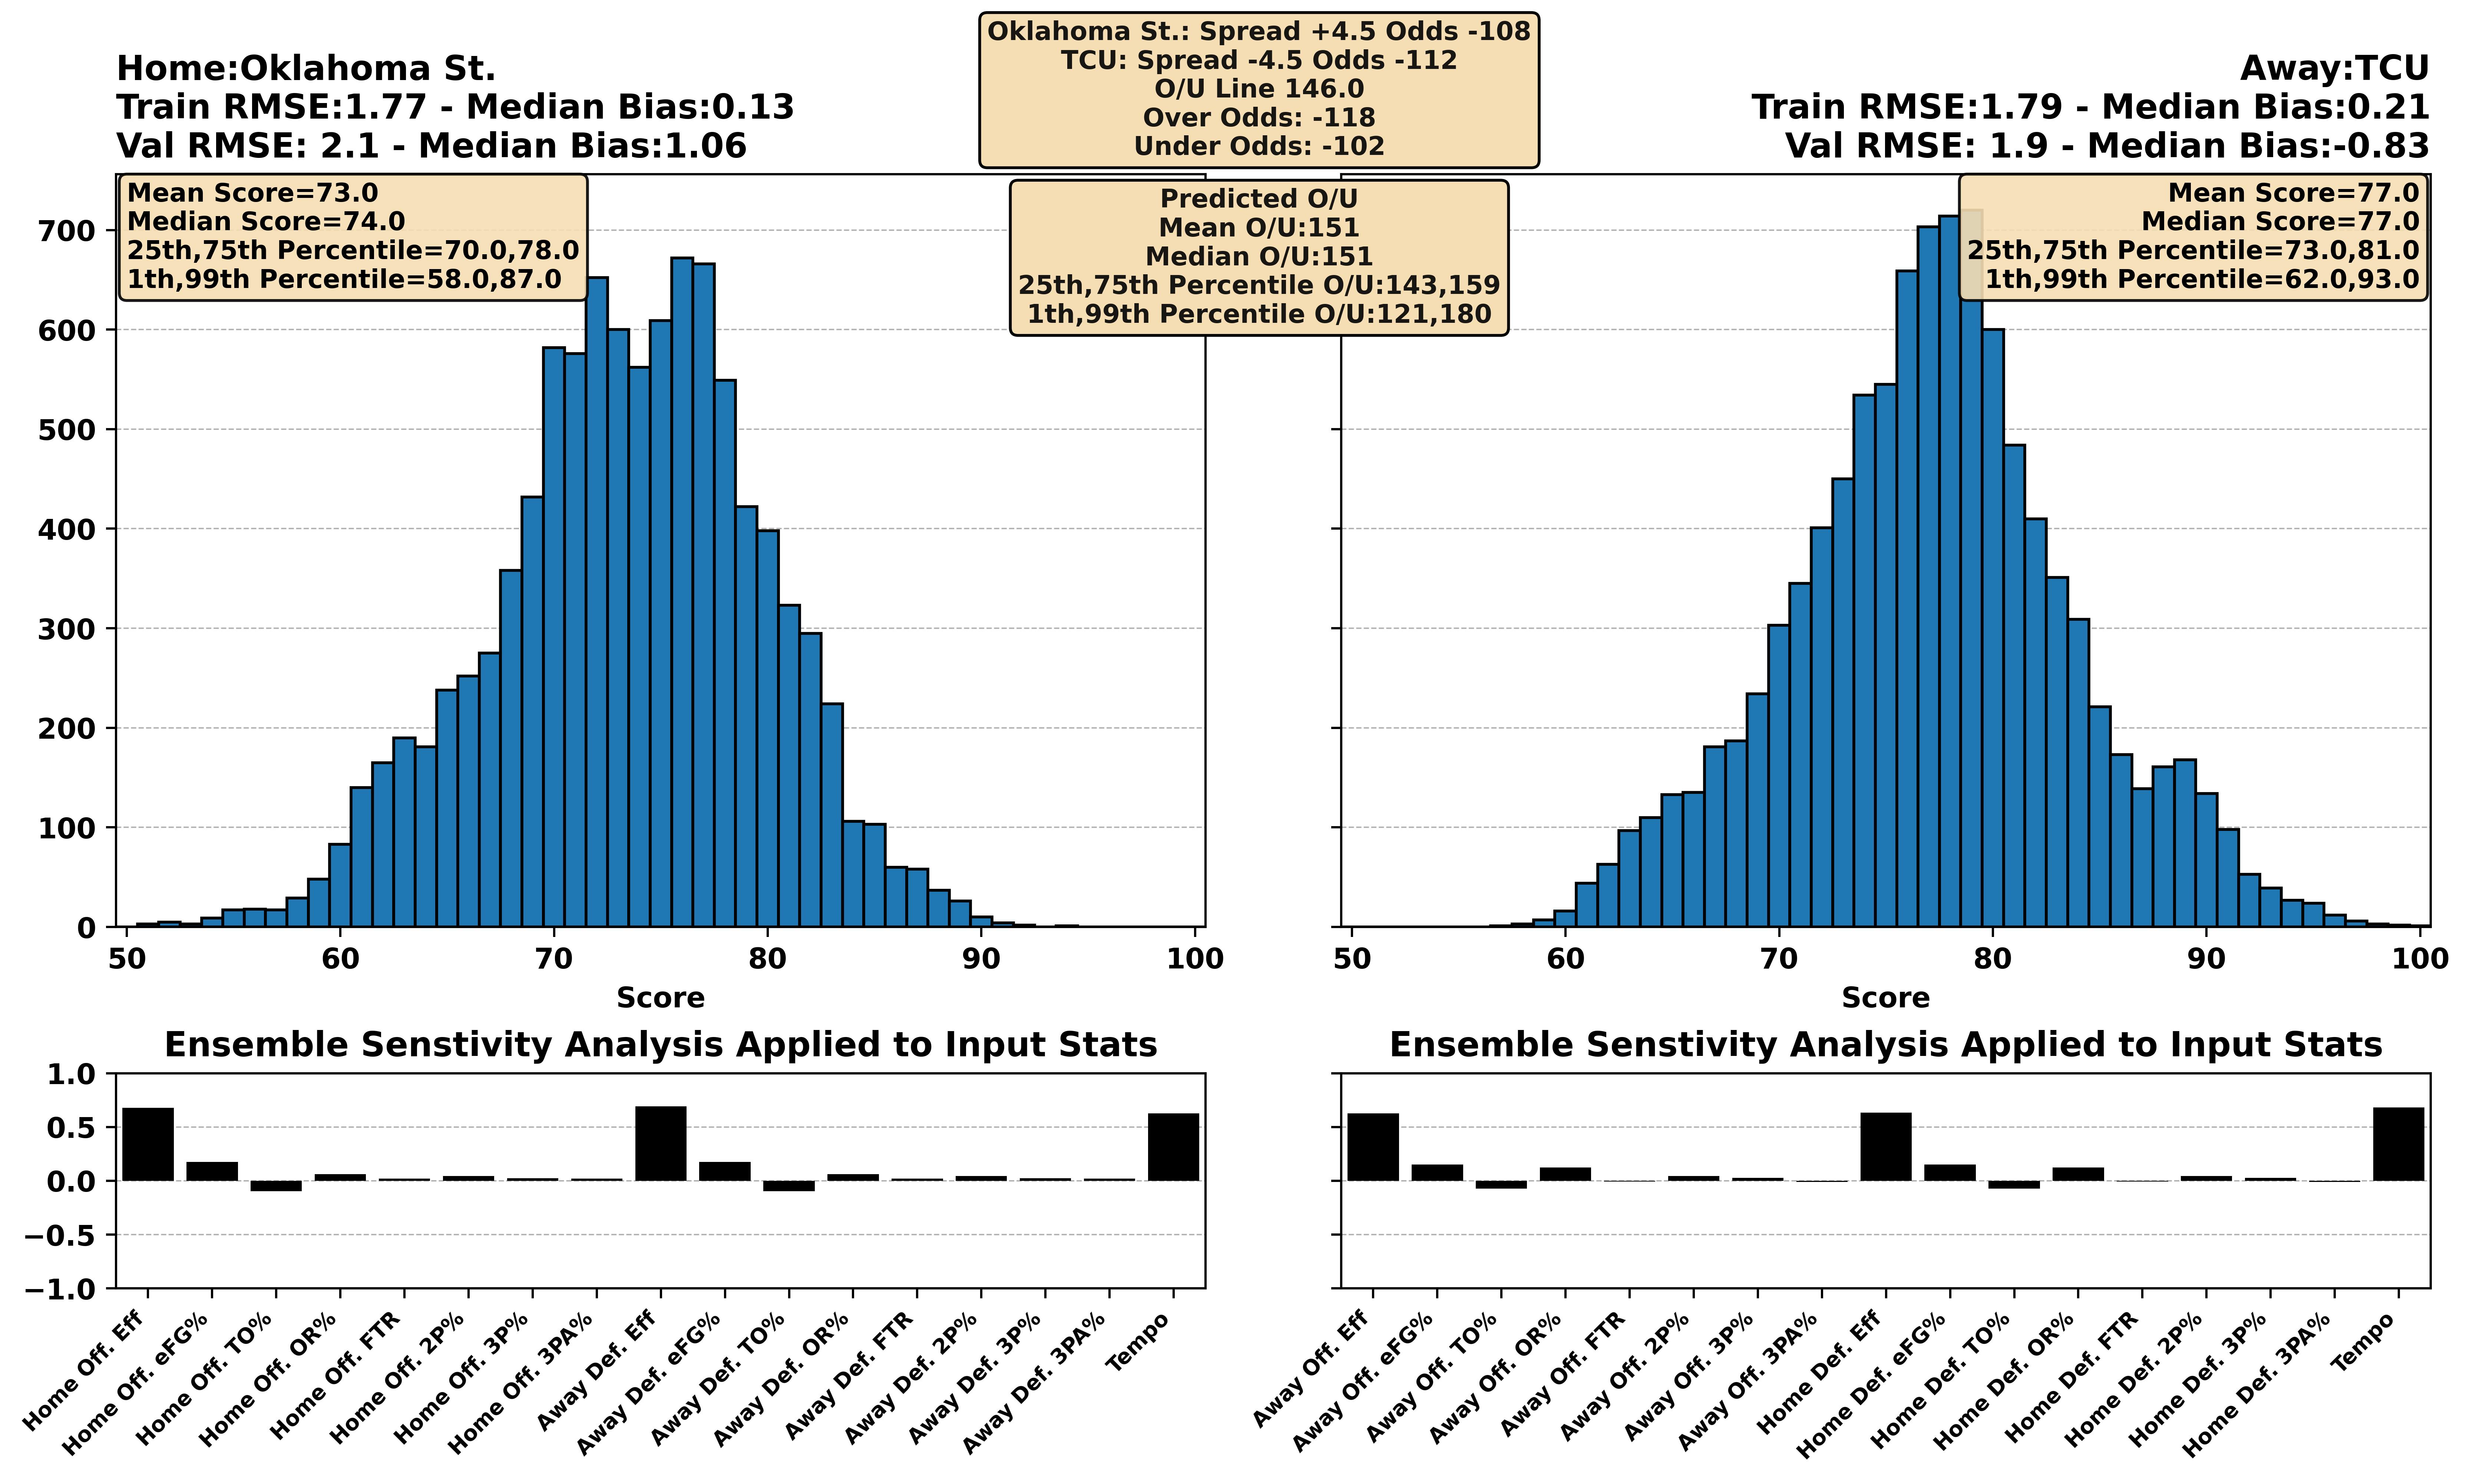 Oklahoma St.: Spread +4.5 Odds -108
TCU: Spread -4.5 Odds -112
O/U Line 146.0
Over Odds: -118
Under Odds: -102
Home:Oklahoma St.
Train RMSE:1.77 - Median Bias:0.13
Val RMSE: 2.1 - Median Bias:1.06
Away:TCU
Train RMSE:1.79 - Median Bias:0.21
Val RMSE: 1.9 - Median Bias:-0.83
Mean Score=73.0
Median Score=74.0
25th,75th Percentile=70.0,78.0
1th,99th Percentile=58.0,87.0
Predicted O/U
Mean O/U:151
Median O/U:151
25th,75th Percentile O/U:143,159
1th,99th Percentile O/U:121,180
Mean Score=77.0
Median Score=77.0
25th,75th Percentile=73.0,81.0
1th,99th Percentile=62.0,93.0
700
600
500
400
300
200
100
0
50 60 70 80 90 100
Score
50 60 70 80 90 100
Score
Ensemble Senstivity Analysis Applied to Input Stats
1.0
0.5
0.0
−0.5
−1.0
Home Off. Eff
Home Off. eFG%
Home Off. TO%
Home Off. OR%
Home Off. FTR
Home Off. 2P%
Home Off. 3P%
Home Off. 3PA%
Away Def. Eff
Away Def. eFG%
Away Def. TO%
Away Def. OR%
Away Def. FTR
Away Def. 2P%
Away Def. 3P%
Away Def. 3PA%
Tempo
Ensemble Senstivity Analysis Applied to Input Stats
Away Off. Eff
Away Off. eFG%
Away Off. TO%
Away Off. OR%
Away Off. FTR
Away Off. 2P%
Away Off. 3P%
Away Off. 3PA%
Home Def. Eff
Home Def. eFG%
Home Def. TO%
Home Def. OR%
Home Def. FTR
Home Def. 2P%
Home Def. 3P%
Home Def. 3PA%
Tempo